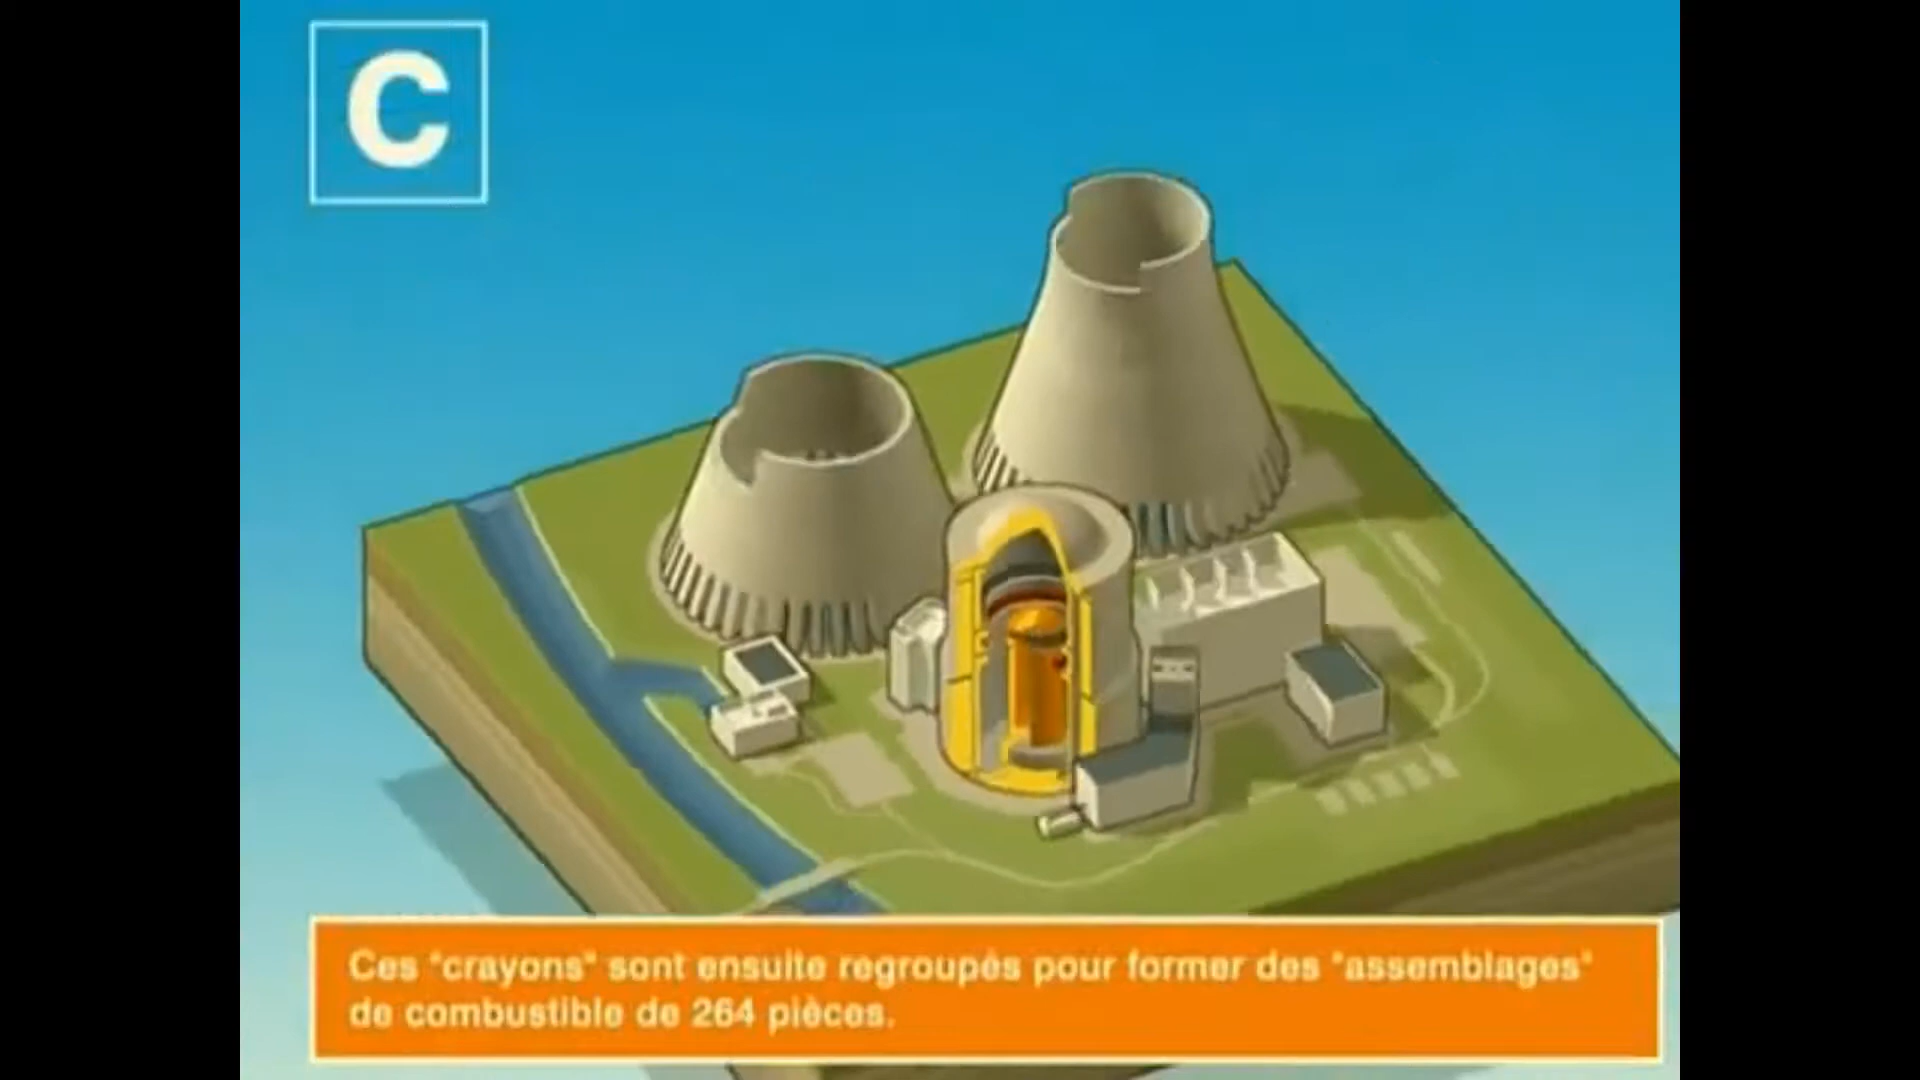 C
Ces "crayons" sont ensuite regroupés pour former des "assemblages"
de combustible de 264 pièces.